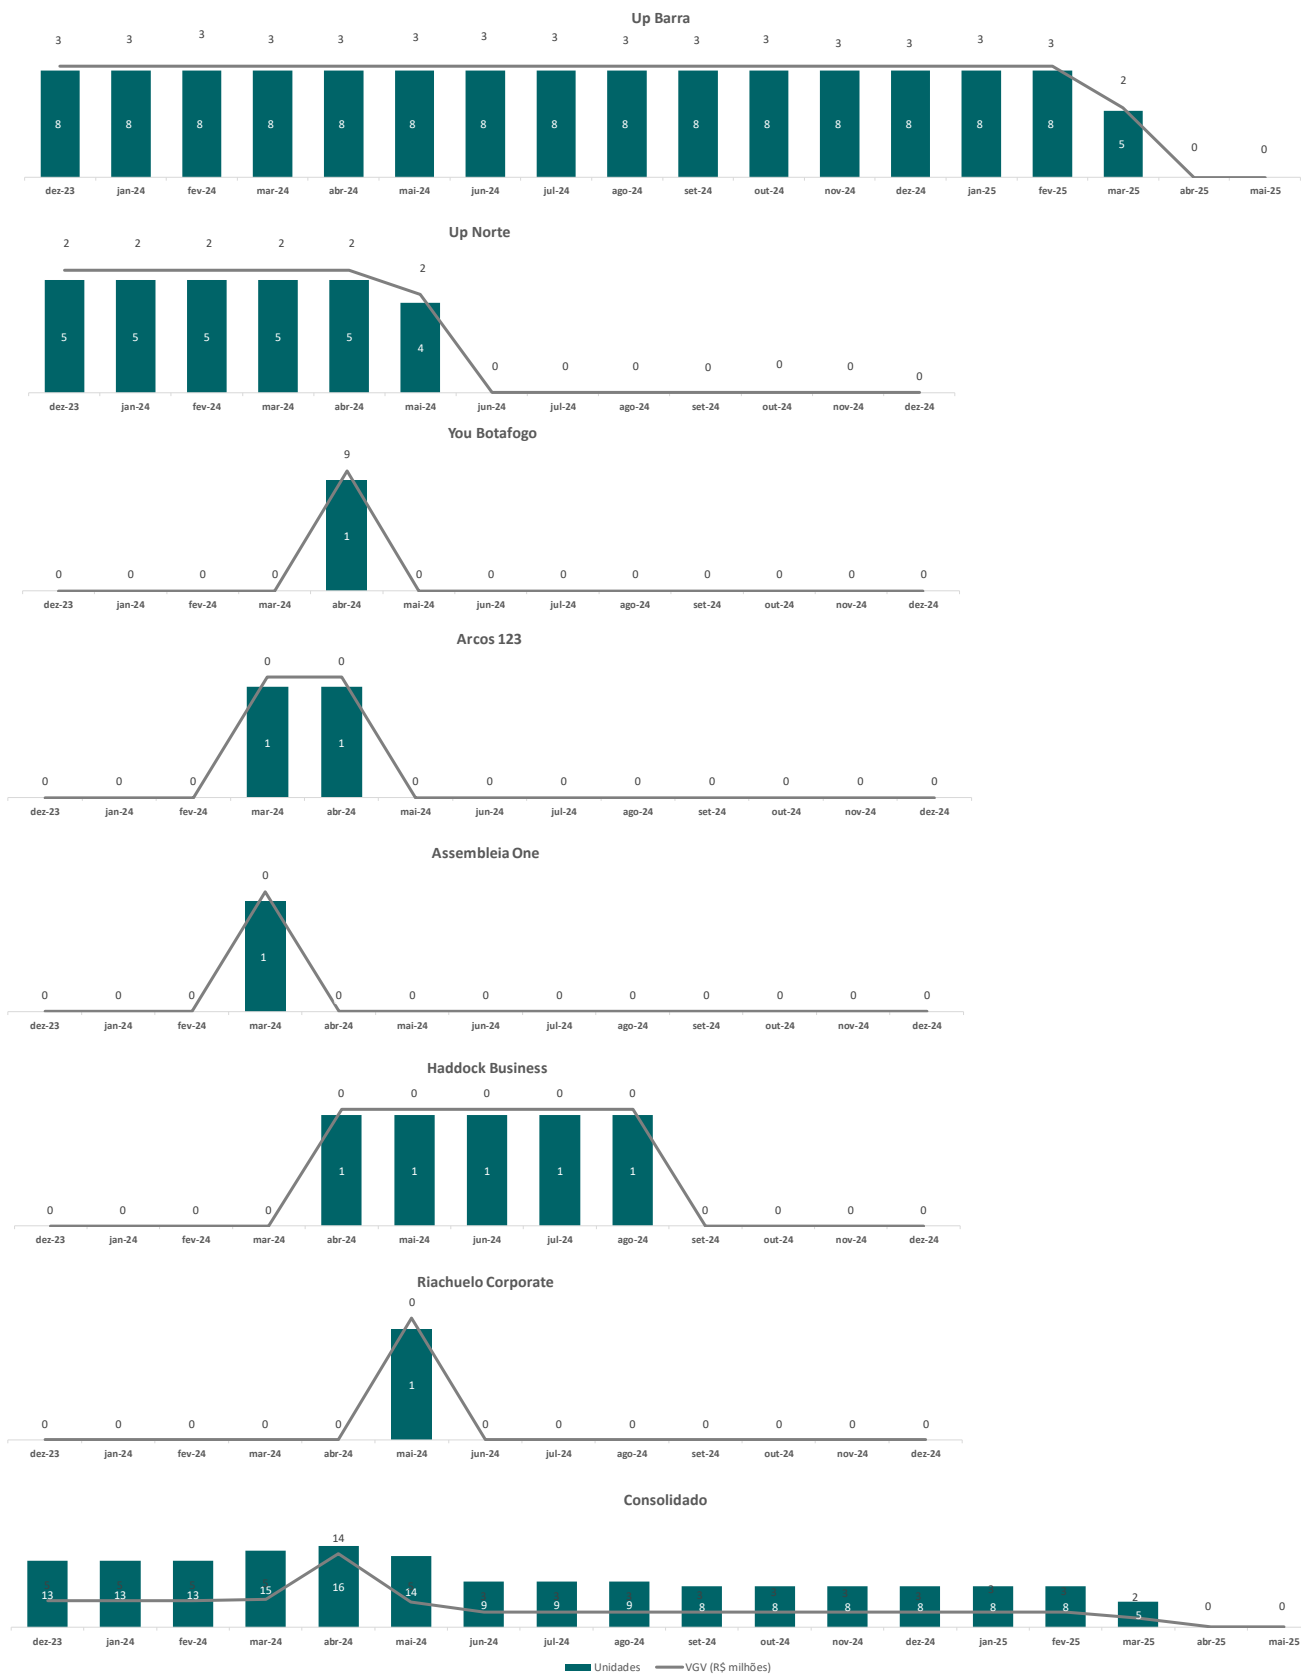 Up Barra
3 3 3 3 3 3 3 3 3 3 3 3 3 3 3 2 0 0
8 8 8 8 8 8 8 8 8 8 8 8 8 8 8 5
dez-23 jan-24 fev-24 mar-24 abr-24 mai-24 jun-24 jul-24 ago-24 set-24 out-24 nov-24 dez-24 jan-25 fev-25 mar-25 abr-25 mai-25
Up Norte
2 2 2 2 2 2 0 0 0 0 0 0 0
5 5 5 5 5 4
dez-23 jan-24 fev-24 mar-24 abr-24 mai-24 jun-24 jul-24 ago-24 set-24 out-24 nov-24 dez-24
You Botafogo
9
1
0 0 0 0 0 0 0 0 0 0 0 0
dez-23 jan-24 fev-24 mar-24 abr-24 mai-24 jun-24 jul-24 ago-24 set-24 out-24 nov-24 dez-24
Arcos 123
0 0
1 1
0 0 0 0 0 0 0 0 0 0 0
dez-23 jan-24 fev-24 mar-24 abr-24 mai-24 jun-24 jul-24 ago-24 set-24 out-24 nov-24 dez-24
Assembleia One
0
1
0 0 0 0 0 0 0 0 0 0 0 0
dez-23 jan-24 fev-24 mar-24 abr-24 mai-24 jun-24 jul-24 ago-24 set-24 out-24 nov-24 dez-24
Haddock Business
0 0 0 0 0
1 1 1 1 1
0 0 0 0 0 0 0 0
dez-23 jan-24 fev-24 mar-24 abr-24 mai-24 jun-24 jul-24 ago-24 set-24 out-24 nov-24 dez-24
Riachuelo Corporate
0
1
0 0 0 0 0 0 0 0 0 0 0 0
dez-23 jan-24 fev-24 mar-24 abr-24 mai-24 jun-24 jul-24 ago-24 set-24 out-24 nov-24 dez-24
Consolidado
14 2 0 0
13 13 13 15 16 14 9 9 9 8 8 8 8 8 8 5
dez-23 jan-24 fev-24 mar-24 abr-24 mai-24 jun-24 jul-24 ago-24 set-24 out-24 nov-24 dez-24 jan-25 fev-25 mar-25 abr-25 mai-25
Unidades VGV (R$ milhões)